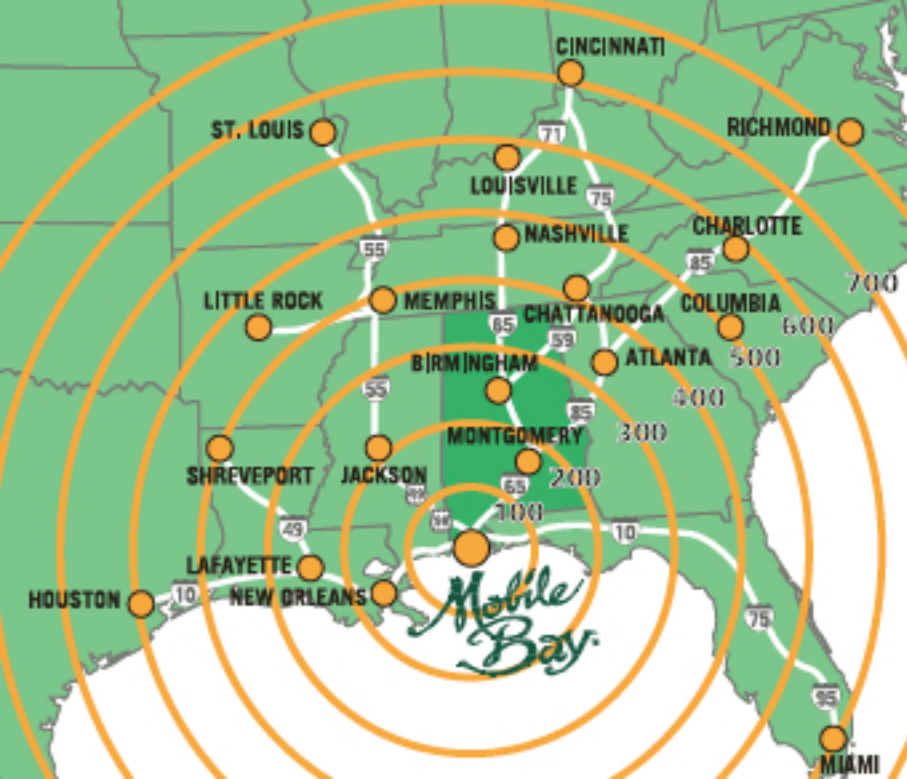 CINCINNATI
ST. LOUIS
71
RICHMOND
LOUISVILLE
75
CHARLOTTE
NASHVILLE
55
85
700
LITTLE ROCK
MEMPHIS
CHATTANOOGA
COLUMBIA
65
600
59
BIRMINGHAM
ATLANTA
500
55
400
85
MONTGOMERY
300
SHREVEPORT
JACKSON
200
65
49
100
49
10
LAFAYETTE
HOUSTON
10
NEW ORLEANS
Mobile
Bay
75
95
MIAMI